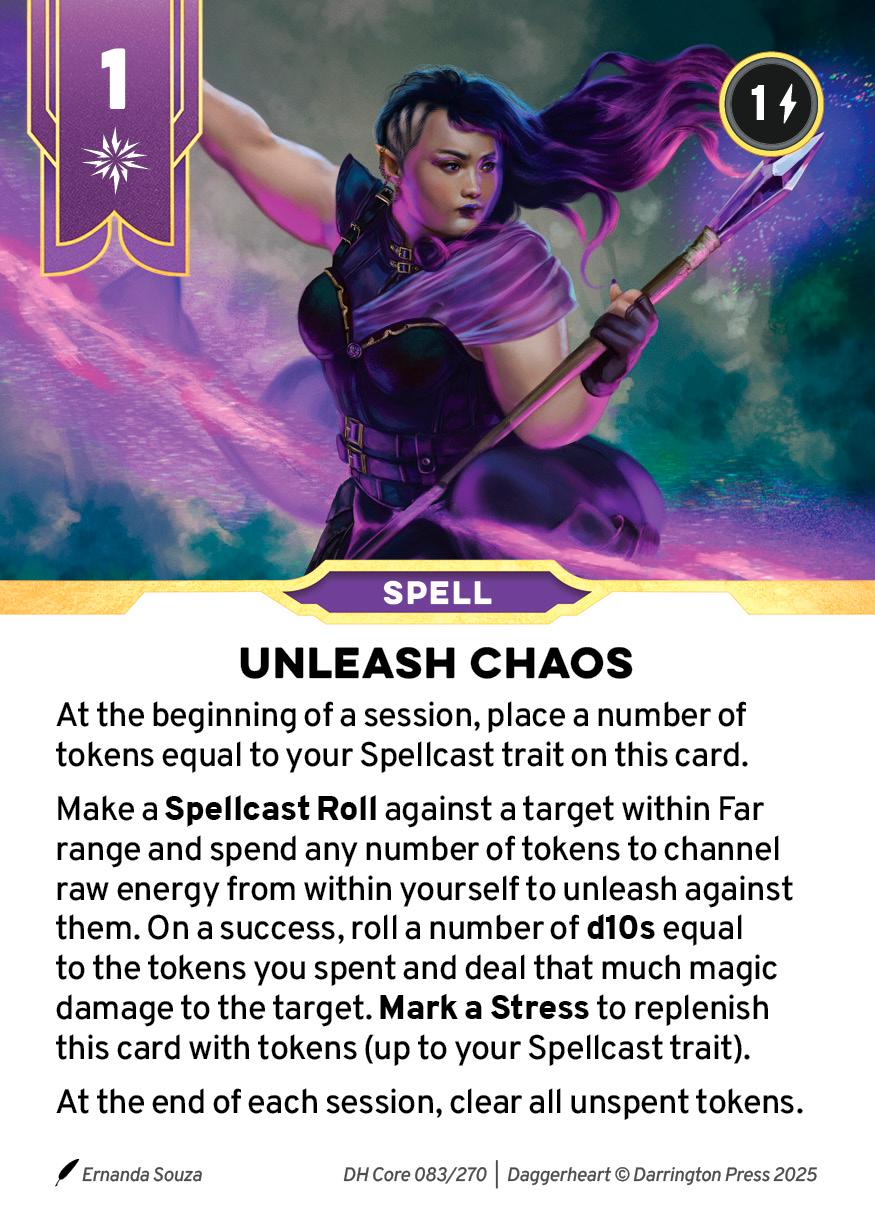 1
1
SPELL
UNLEASH CHAOS
At the beginning of a session, place a number of
tokens equal to your Spellcast trait on this card.
Make a Spellcast Roll against a target within Far
range and spend any number of tokens to channel
raw energy from within yourself to unleash against
them. On a success, roll a number of d10s equal
to the tokens you spent and deal that much magic
damage to the target. Mark a Stress to replenish
this card with tokens (up to your Spellcast trait).
At the end of each session, clear all unspent tokens.
Ernanda Souza
DH Core 083/270 | Daggerheart © Darrington Press 2025